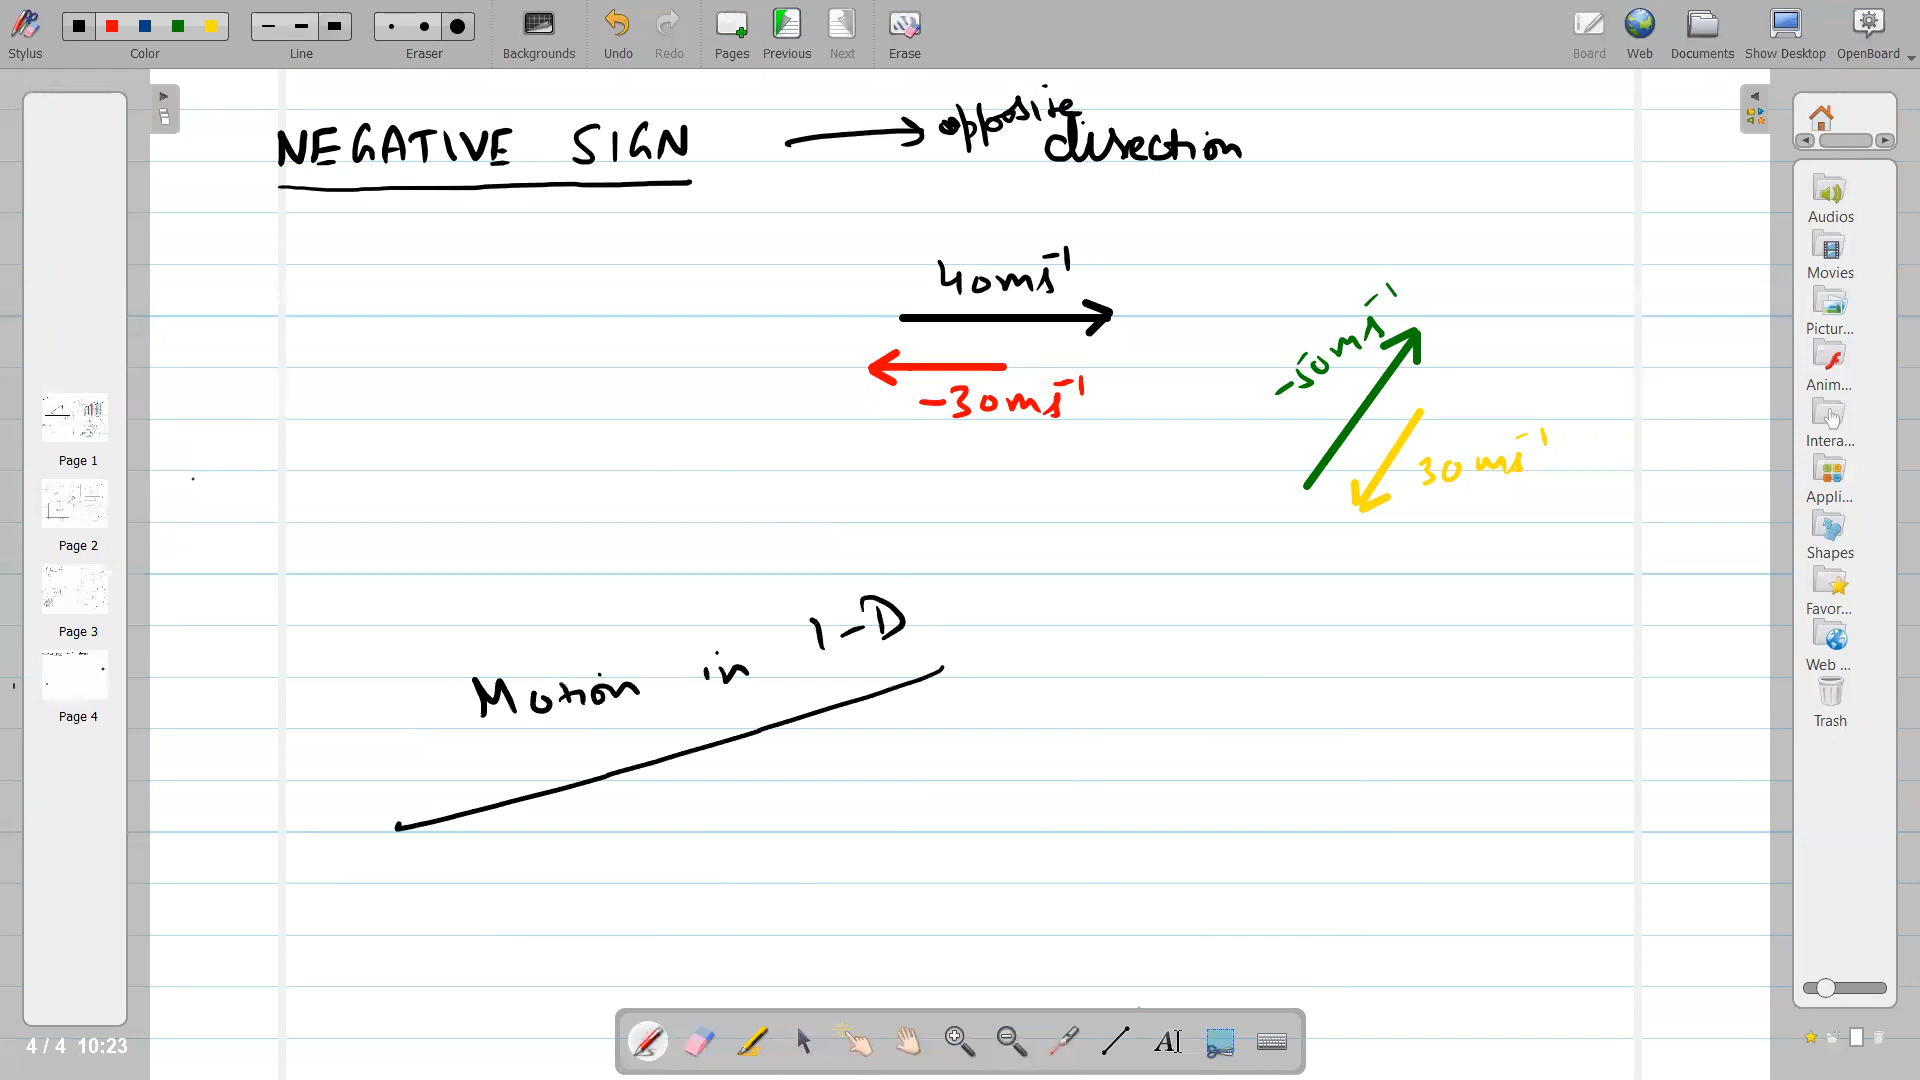 Stylus
Color
Line
Eraser
Backgrounds
Undo
Redo
Pages
Previous
Next
Erase
Board
Web
Documents
Show Desktop
OpenBoard
NEGATIVE SIGN → opposite direction
40ms⁻¹
-30ms⁻¹
-50ms⁻¹
30ms⁻¹
Motion in 1-D
Page 1
Page 2
Page 3
Page 4
4 / 4 10:23
Audios
Movies
Pictur...
Anim...
Intera...
Appli...
Shapes
Favor...
Web ...
Trash
A